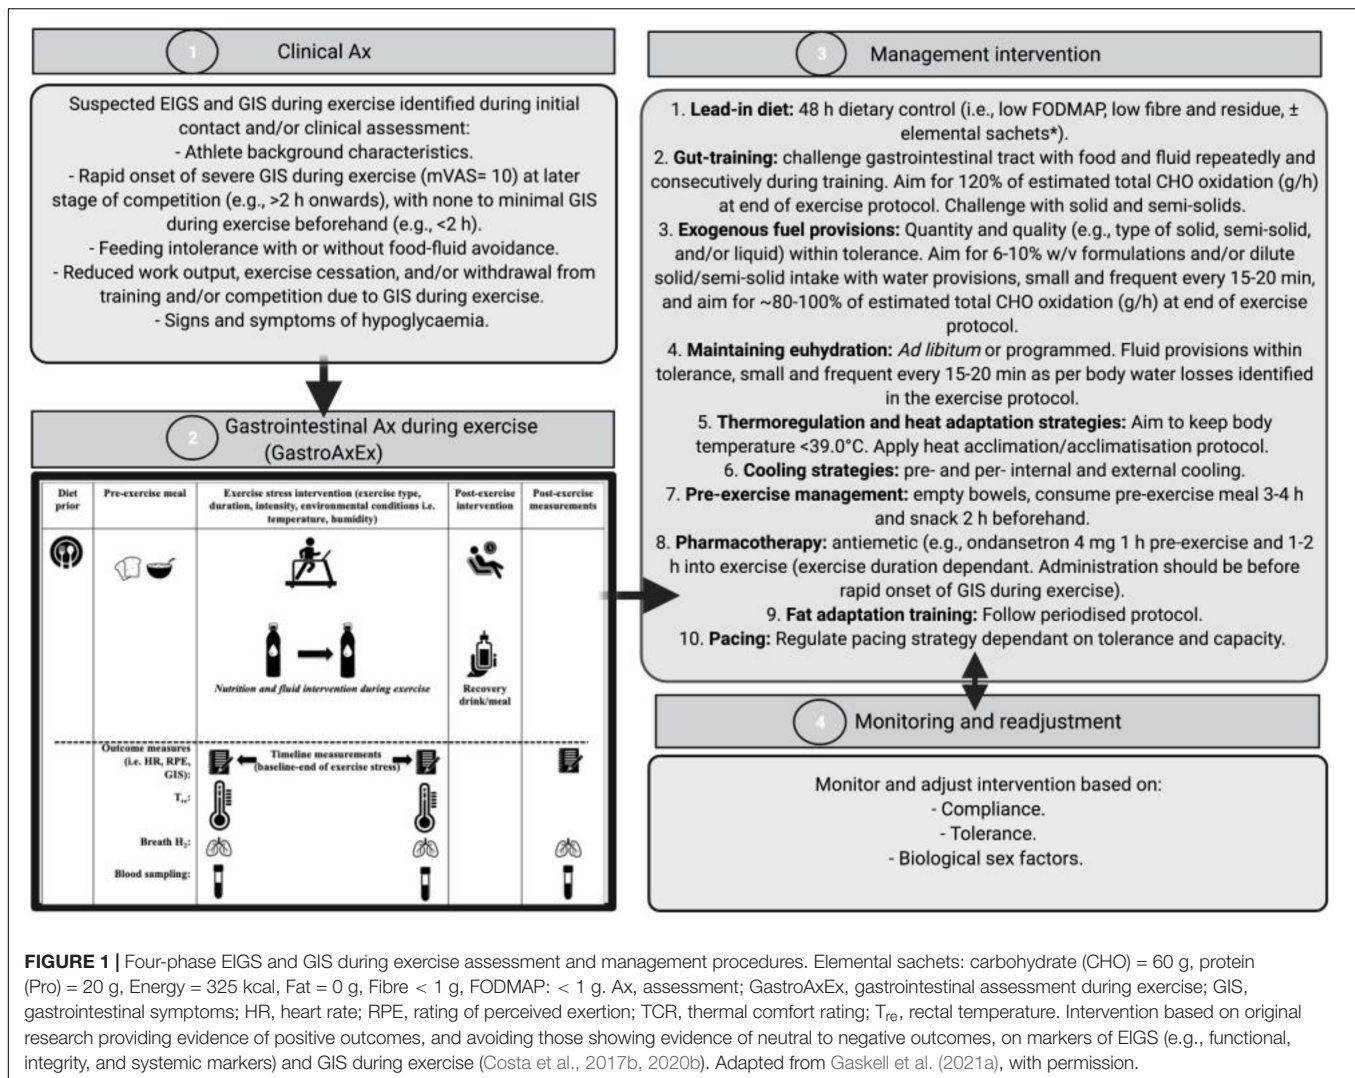 1
Clinical Ax
Suspected EIGS and GIS during exercise identified during initial
contact and/or clinical assessment:
- Athlete background characteristics.
- Rapid onset of severe GIS during exercise (mVAS= 10) at later
stage of competition (e.g., >2 h onwards), with none to minimal GIS
during exercise beforehand (e.g., <2 h).
- Feeding intolerance with or without food-fluid avoidance.
- Reduced work output, exercise cessation, and/or withdrawal from
training and/or competition due to GIS during exercise.
- Signs and symptoms of hypoglycaemia.
2
Gastrointestinal Ax during exercise
(GastroAxEx)
Diet
prior
Pre-exercise meal
Exercise stress intervention (exercise type,
duration, intensity, environmental conditions i.e.
temperature, humidity)
Post-exercise
intervention
Post-exercise
measurements
Nutrition and fluid intervention during exercise
Recovery
drink/meal
Outcome measures
(i.e. HR, RPE,
GIS):
Timeline measurements
(baseline-end of exercise stress)
Tre:
Breath H2:
Blood sampling:
3
Management intervention
1. Lead-in diet: 48 h dietary control (i.e., low FODMAP, low fibre and residue, ±
elemental sachets*).
2. Gut-training: challenge gastrointestinal tract with food and fluid repeatedly and
consecutively during training. Aim for 120% of estimated total CHO oxidation (g/h)
at end of exercise protocol. Challenge with solid and semi-solids.
3. Exogenous fuel provisions: Quantity and quality (e.g., type of solid, semi-solid,
and/or liquid) within tolerance. Aim for 6-10% w/v formulations and/or dilute
solid/semi-solid intake with water provisions, small and frequent every 15-20 min,
and aim for ~80-100% of estimated total CHO oxidation (g/h) at end of exercise
protocol.
4. Maintaining euhydration: Ad libitum or programmed. Fluid provisions within
tolerance, small and frequent every 15-20 min as per body water losses identified
in the exercise protocol.
5. Thermoregulation and heat adaptation strategies: Aim to keep body
temperature <39.0°C. Apply heat acclimation/acclimatisation protocol.
6. Cooling strategies: pre- and per- internal and external cooling.
7. Pre-exercise management: empty bowels, consume pre-exercise meal 3-4 h
and snack 2 h beforehand.
8. Pharmacotherapy: antiemetic (e.g., ondansetron 4 mg 1 h pre-exercise and 1-2
h into exercise (exercise duration dependant. Administration should be before
rapid onset of GIS during exercise).
9. Fat adaptation training: Follow periodised protocol.
10. Pacing: Regulate pacing strategy dependant on tolerance and capacity.
4
Monitoring and readjustment
Monitor and adjust intervention based on:
- Compliance.
- Tolerance.
- Biological sex factors.
FIGURE 1 | Four-phase EIGS and GIS during exercise assessment and management procedures. Elemental sachets: carbohydrate (CHO) = 60 g, protein
(Pro) = 20 g, Energy = 325 kcal, Fat = 0 g, Fibre < 1 g, FODMAP: < 1 g. Ax, assessment; GastroAxEx, gastrointestinal assessment during exercise; GIS,
gastrointestinal symptoms; HR, heart rate; RPE, rating of perceived exertion; TCR, thermal comfort rating; Tre, rectal temperature. Intervention based on original
research providing evidence of positive outcomes, and avoiding those showing evidence of neutral to negative outcomes, on markers of EIGS (e.g., functional,
integrity, and systemic markers) and GIS during exercise (Costa et al., 2017b, 2020b). Adapted from Gaskell et al. (2021a), with permission.